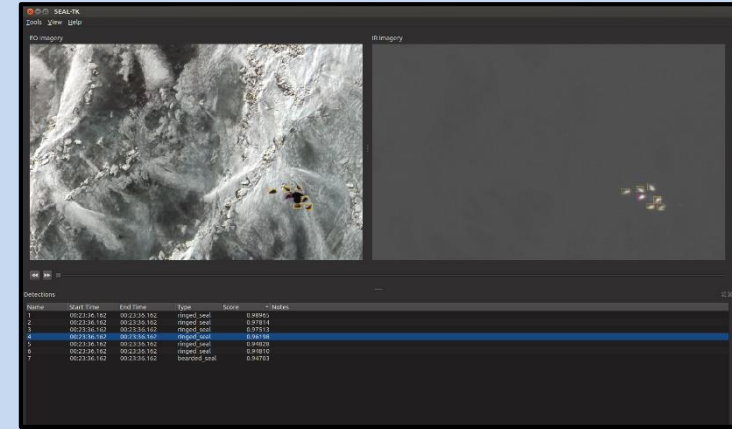 SEAL-TK
Tools View Help
EO Imagery
IR Imagery
Detections
Name Start Time End Time Type Score Notes
1 00:23:36.162 00:23:36.162 ringed_seal 0.98965
2 00:23:36.162 00:23:36.162 ringed_seal 0.97814
3 00:23:36.162 00:23:36.162 ringed_seal 0.97513
4 00:23:36.162 00:23:36.162 ringed_seal 0.96198
5 00:23:36.162 00:23:36.162 ringed_seal 0.94828
6 00:23:36.162 00:23:36.162 ringed_seal 0.94810
7 00:23:36.162 00:23:36.162 bearded_seal 0.94703